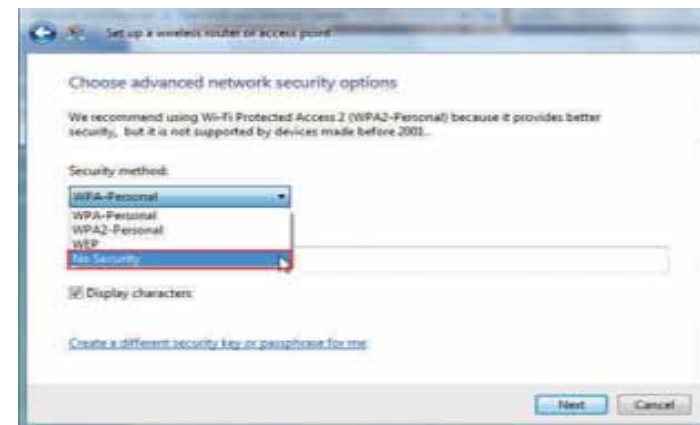 Set up a wireless router or access point
Choose advanced network security options
We recommend using Wi-Fi Protected Access 2 (WPA2-Personal) because it provides better
security, but it is not supported by devices made before 2001.
Security method:
WPA-Personal
WPA-Personal
WPA2-Personal
WEP
No Security
Display characters
Create a different security key or passphrase for me
Next
Cancel